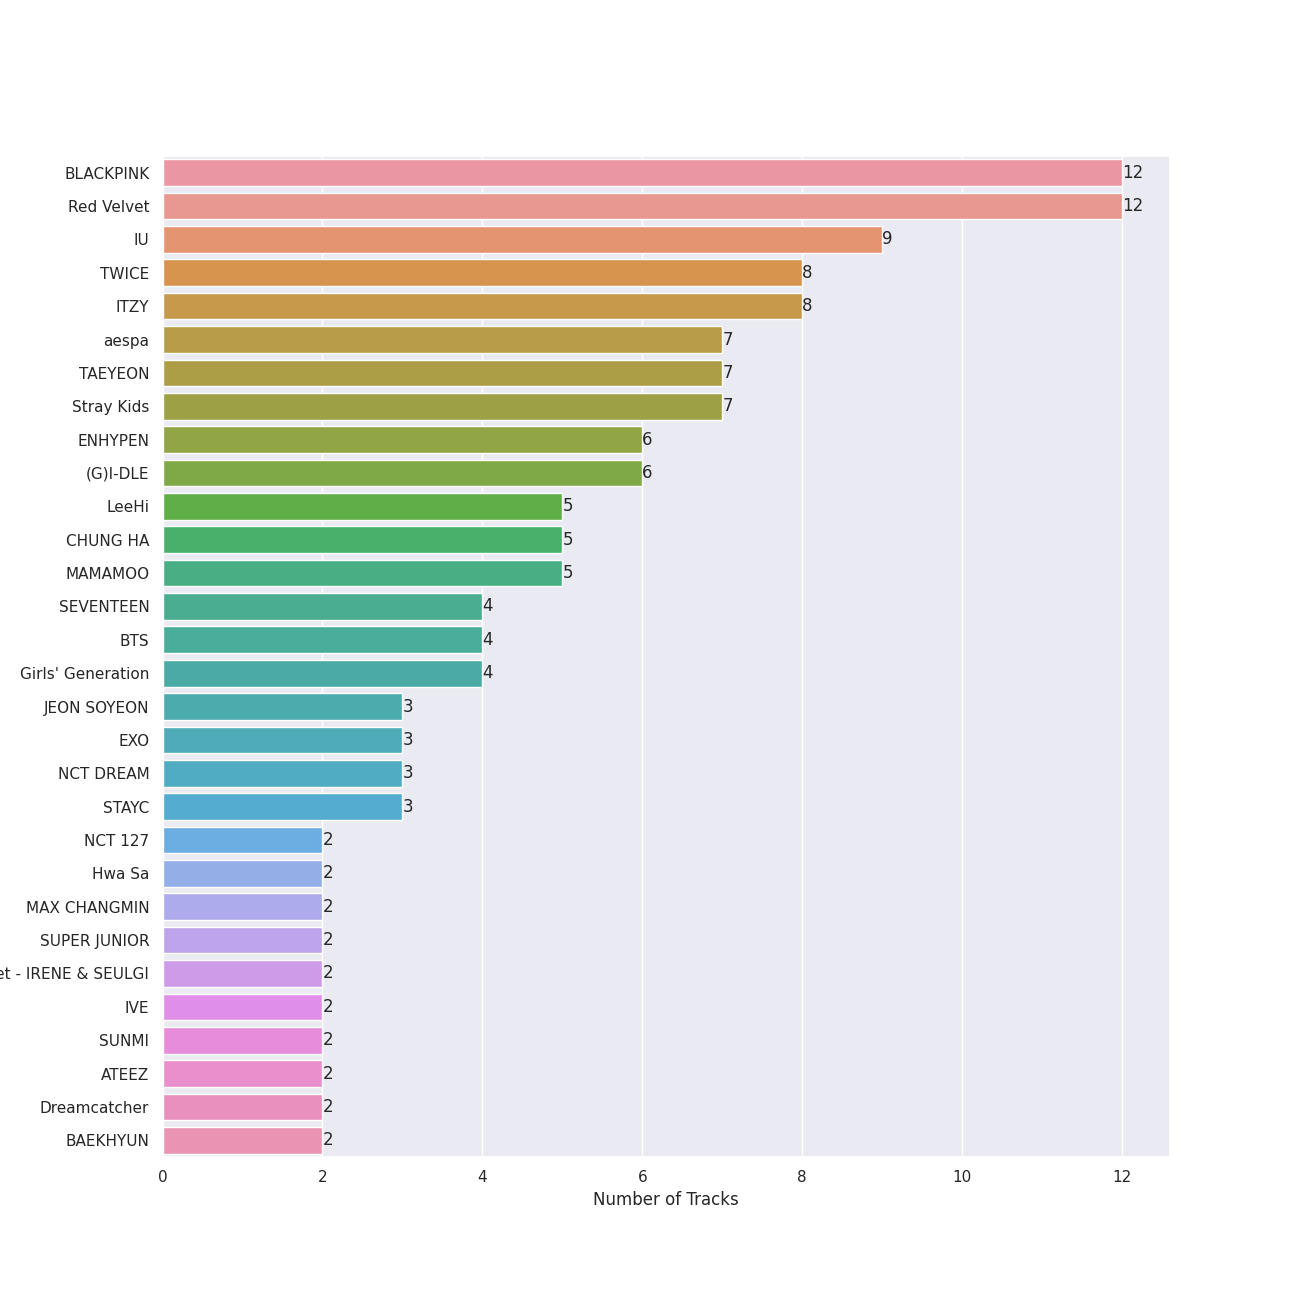 BLACKPINK 12
Red Velvet 12
IU 9
TWICE 8
ITZY 8
aespa 7
TAEYEON 7
Stray Kids 7
ENHYPEN 6
(G)I-DLE 6
LeeHi 5
CHUNG HA 5
MAMAMOO 5
SEVENTEEN 4
BTS 4
Girls' Generation 4
JEON SOYEON 3
EXO 3
NCT DREAM 3
STAYC 3
NCT 127 2
Hwa Sa 2
MAX CHANGMIN 2
SUPER JUNIOR 2
et - IRENE & SEULGI 2
IVE 2
SUNMI 2
ATEEZ 2
Dreamcatcher 2
BAEKHYUN 2
0 2 4 6 8 10 12
Number of Tracks